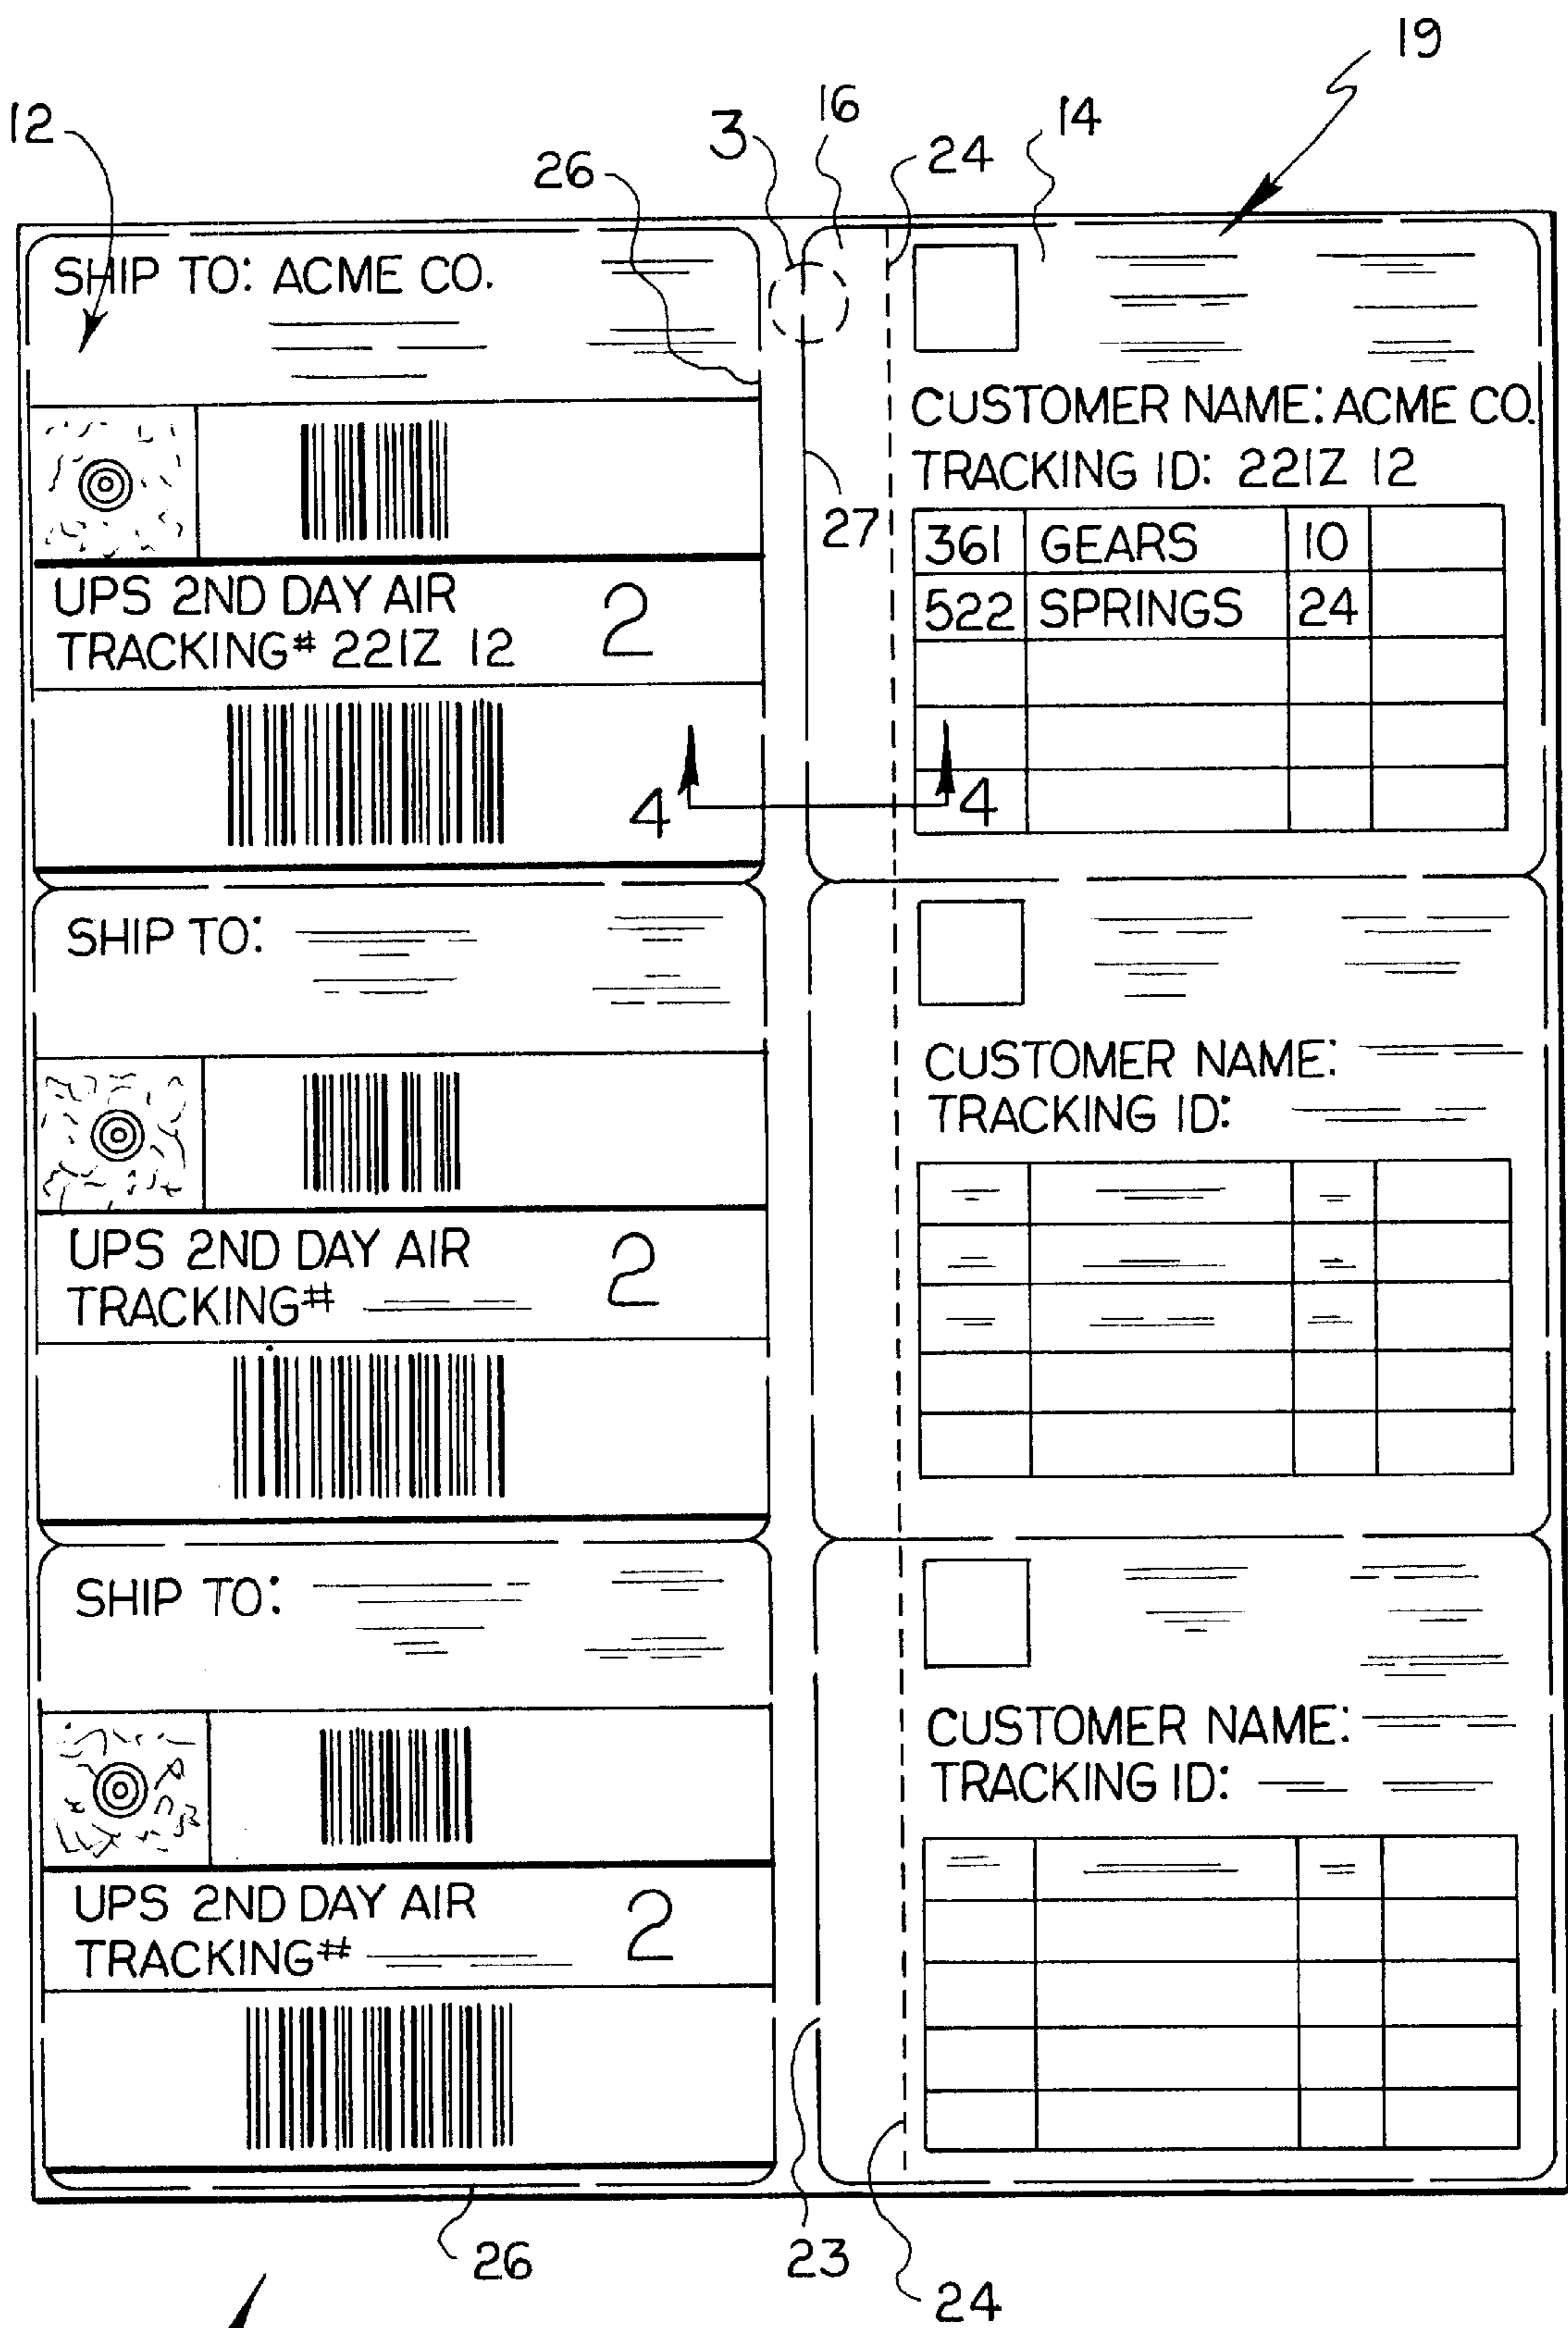 19
12
26
3
16
24
14
SHIP TO: ACME CO.
CUSTOMER NAME: ACME CO.
TRACKING ID: 221Z 12
27
361 GEARS 10
522 SPRINGS 24
UPS 2ND DAY AIR 2
TRACKING# 221Z 12
4 4
SHIP TO:
CUSTOMER NAME:
TRACKING ID:
UPS 2ND DAY AIR 2
TRACKING#
SHIP TO:
CUSTOMER NAME:
TRACKING ID:
UPS 2ND DAY AIR 2
TRACKING#
26
23
24